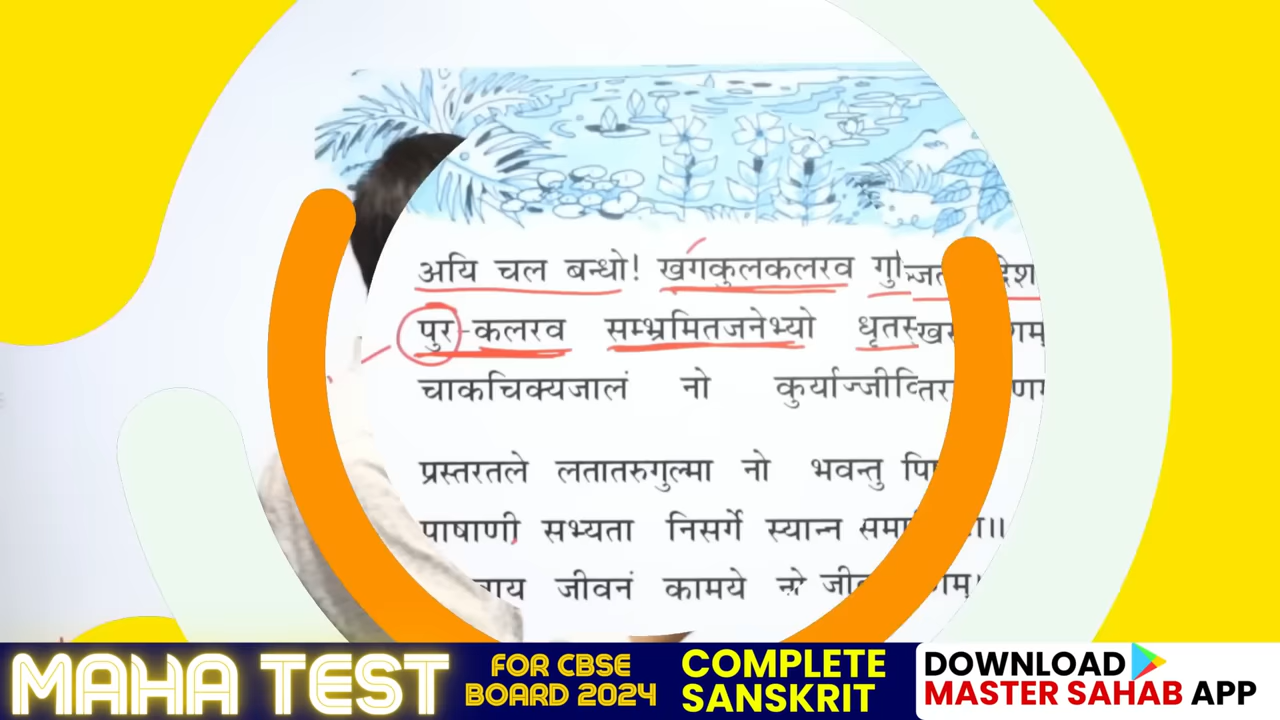 अयि चल बन्धो! खगकुलकलरव
पुर-कलरव सम्भ्रमितजनेभ्यो
चाकचिक्यजालं नो
प्रस्तरतले लतातरुगुल्मा नो भवन्तु
पाषाणी सभ्यता निसर्गे स्यान्न
जीवनं कामये नो
MAHA TEST
FOR CBSE
BOARD 2024
COMPLETE
SANSKRIT
DOWNLOAD
MASTER SAHAB APP